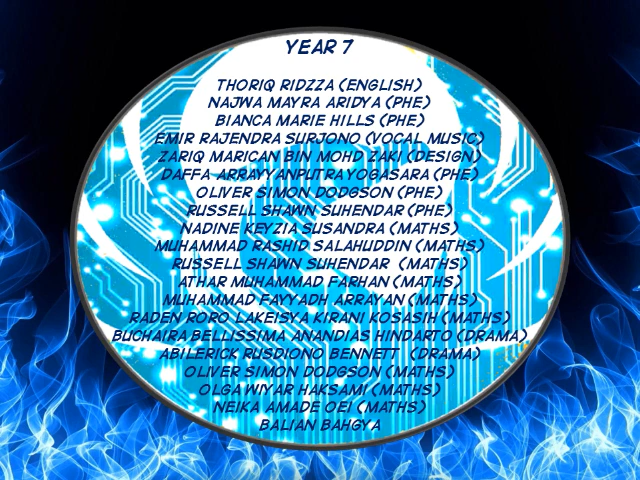 YEAR 7
THORIQ RIDZZA (ENGLISH)
NAJWA MAYRA ARIDYA (PHE)
BIANCA MARIE HILLS (PHE)
EMIR RAJENDRA SURJONO (VOCAL MUSIC)
ZARIQ MARICAN BIN MOHD ZAKI (DESIGN)
DAFFA ARRAYYANPUTRAYOGASARA (PHE)
OLIVER SIMON DODGSON (PHE)
RUSSELL SHAWN SUHENDAR (PHE)
NADINE KEYZIA SUSANDRA (MATHS)
MUHAMMAD RASHID SALAHUDDIN (MATHS)
RUSSELL SHAWN SUHENDAR (MATHS)
ATHAR MUHAMMAD FARHAN (MATHS)
MUHAMMAD FAYYADH ARRAYAN (MATHS)
RADEN RORO LAKEISYA KIRANI KOSASIH (MATHS)
BUCHAIRA BELLISSIMA ANANDIAS HINDARTO (DRAMA)
ABILERICK RUSDIONO BENNETT (DRAMA)
OLIVER SIMON DODGSON (MATHS)
OLGA WIYAR HAKSAMI (MATHS)
NEIKA AMADE OEI (MATHS)
BALIAN BAHGYA